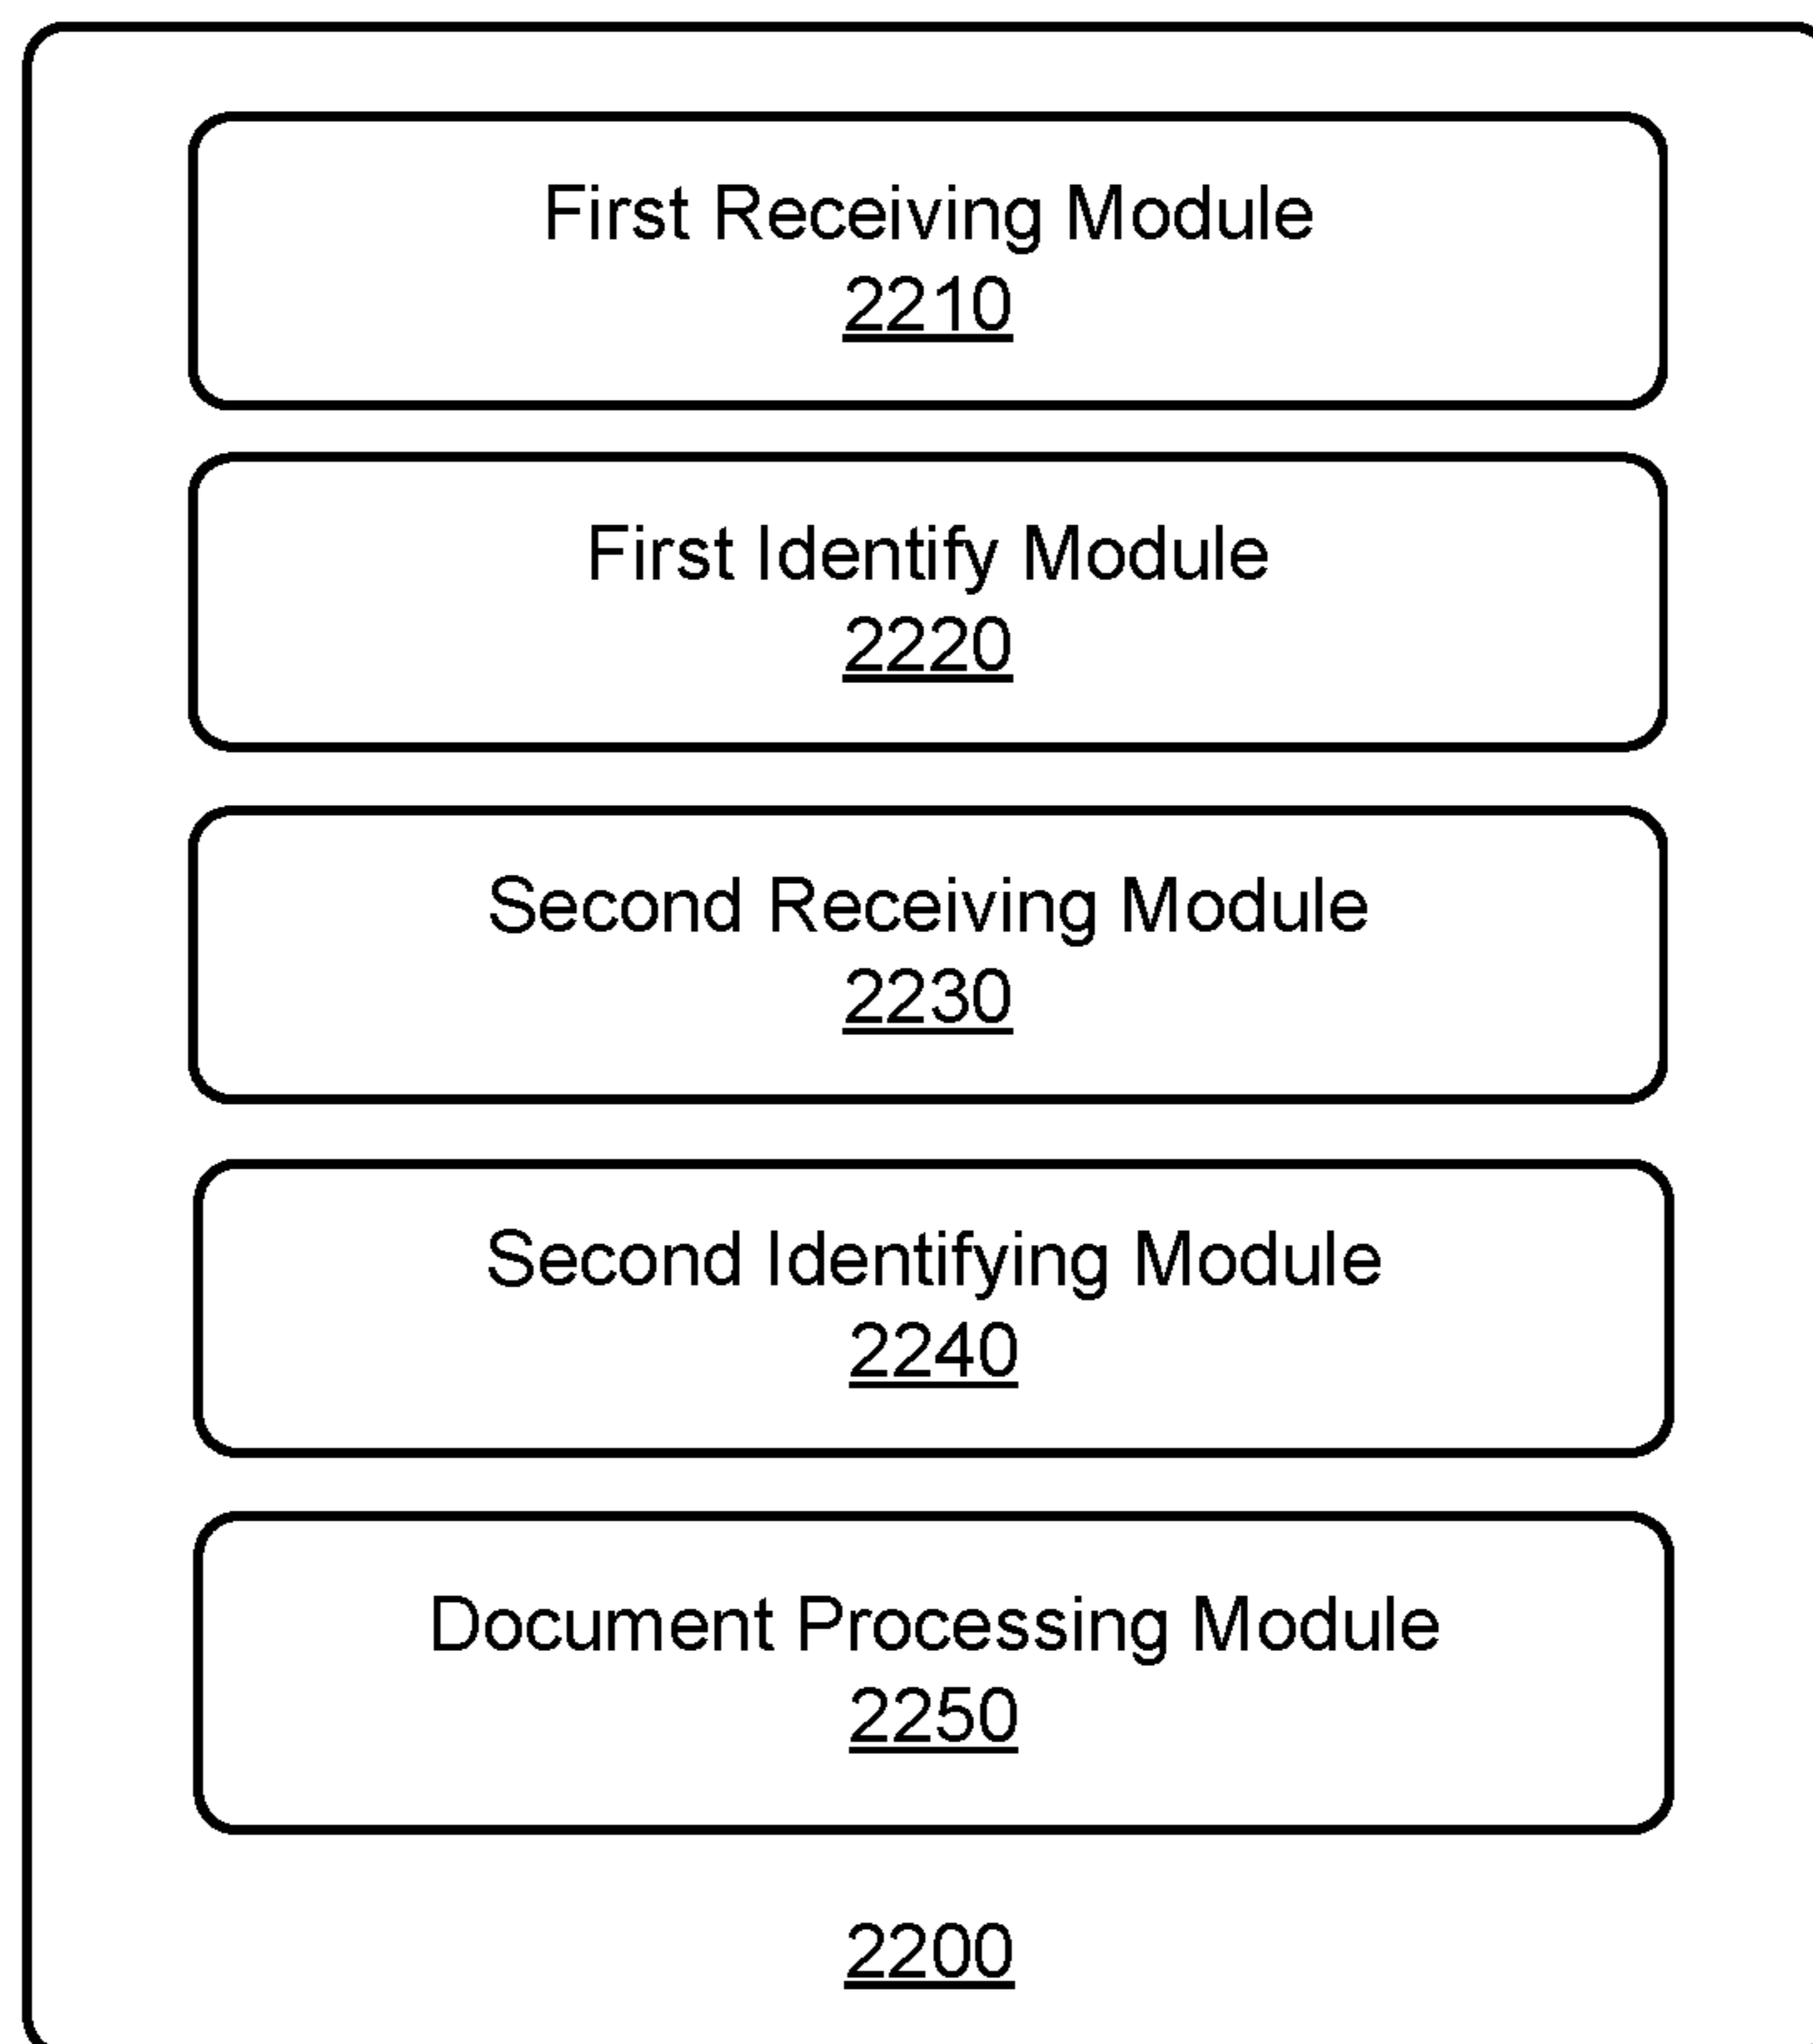 First Receiving Module
2210
First Identify Module
2220
Second Receiving Module
2230
Second Identifying Module
2240
Document Processing Module
2250
2200